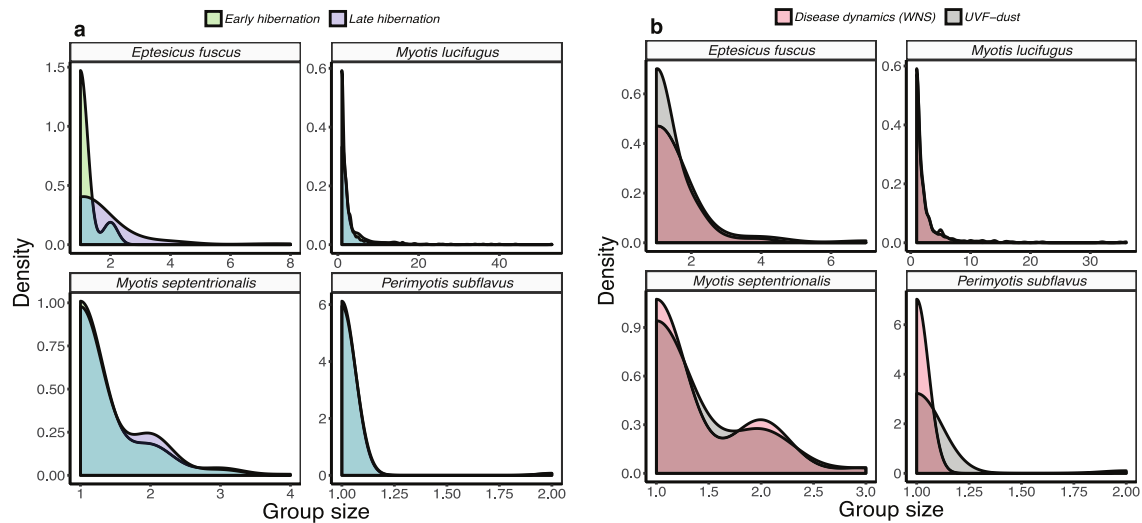 a
Early hibernation Late hibernation
Eptesicus fuscus Myotis lucifugus
1.5
1.0
0.5
0.0
2 4 6 8
0.6
0.4
0.2
0.0
0 20 40
Density
Myotis septentrionalis Perimyotis subflavus
1.00
0.75
0.50
0.25
0.00
1 2 3 4
6
4
2
0
1.00 1.25 1.50 1.75 2.00
Group size
b
Disease dynamics (WNS) UVF−dust
Eptesicus fuscus Myotis lucifugus
0.6
0.4
0.2
0.0
2 4 6
0.6
0.4
0.2
0.0
0 10 20 30
Density
Myotis septentrionalis Perimyotis subflavus
0.9
0.6
0.3
0.0
1.0 1.5 2.0 2.5 3.0
6
4
2
0
1.00 1.25 1.50 1.75 2.00
Group size